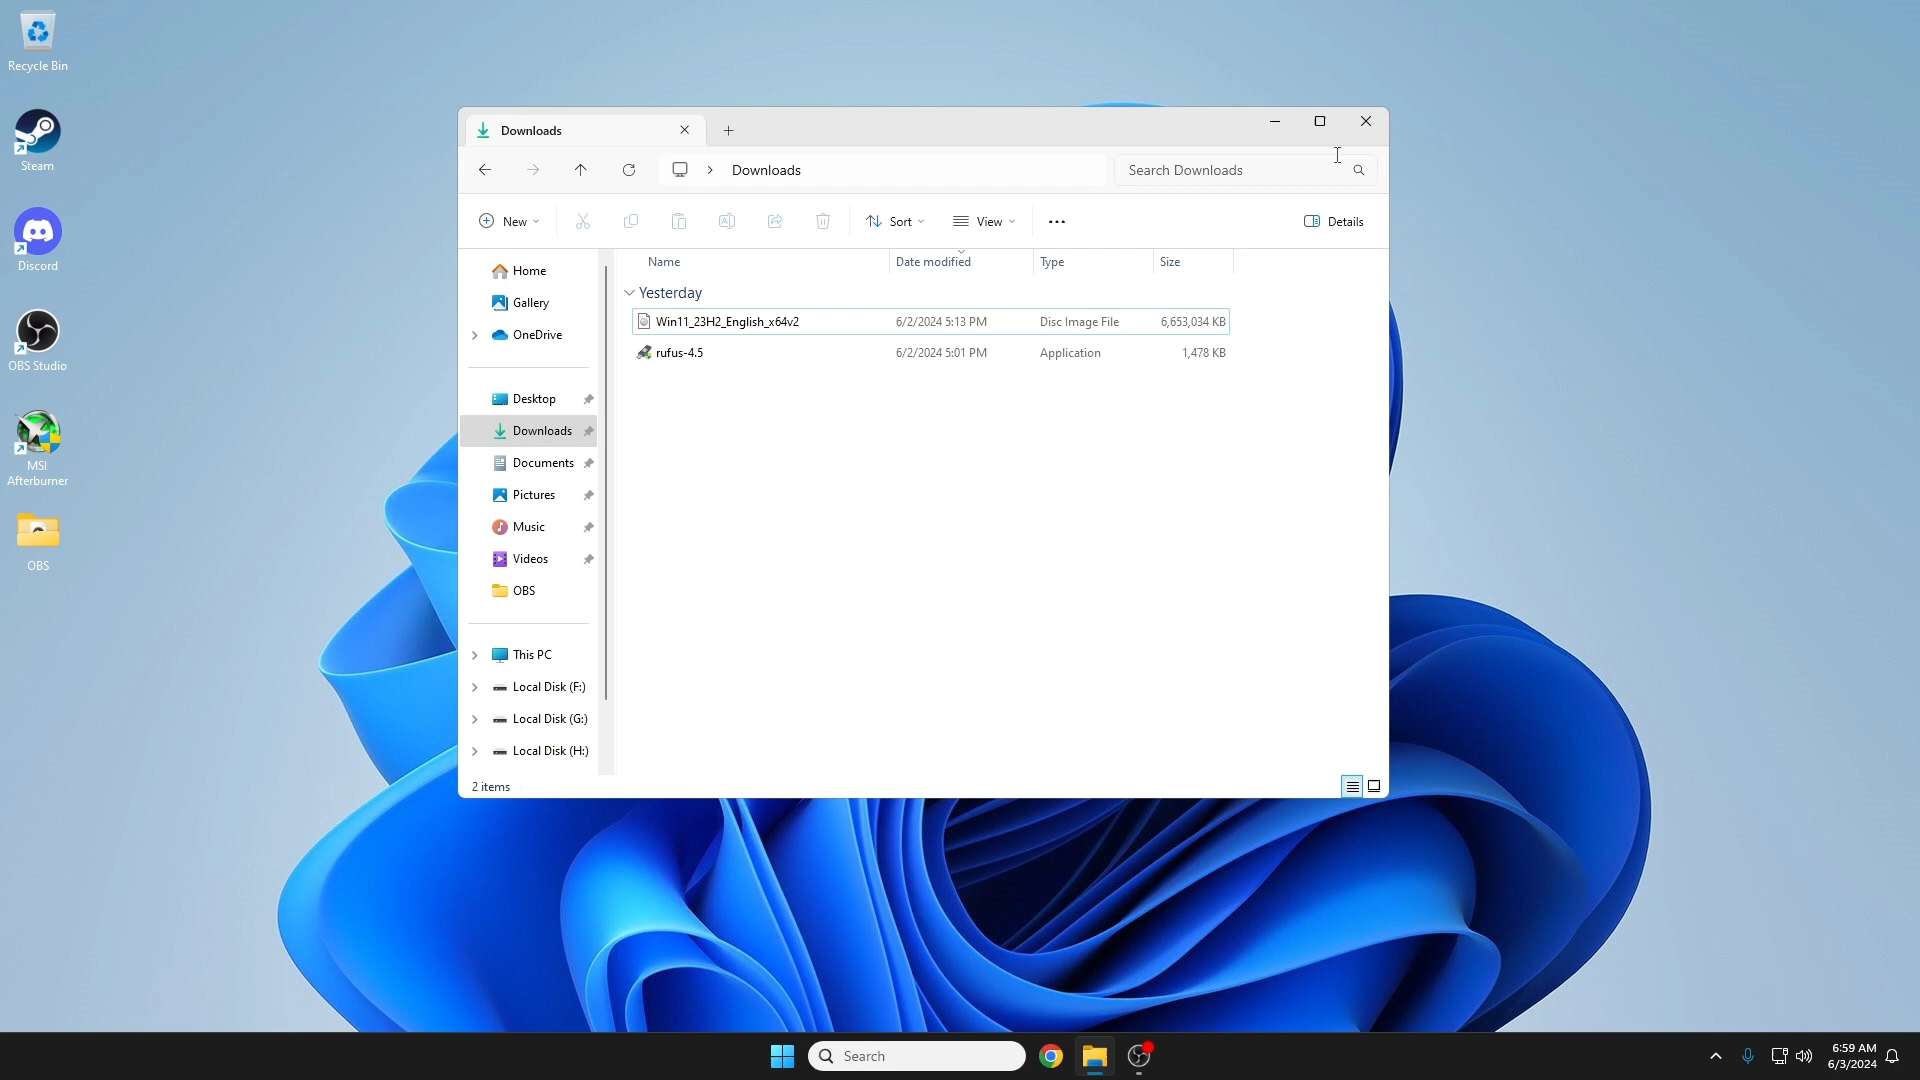 Recycle Bin
Steam
Discord
OBS Studio
MSI
Afterburner
OBS
Downloads
Downloads
Search Downloads
New
Sort
View
Details
Home
Gallery
OneDrive
Desktop
Downloads
Documents
Pictures
Music
Videos
OBS
This PC
Local Disk (F:)
Local Disk (G:)
Local Disk (H:)
Name Date modified Type Size
Yesterday
Win11_23H2_English_x64v2 6/2/2024 5:13 PM Disc Image File 6,653,034 KB
rufus-4.5 6/2/2024 5:01 PM Application 1,478 KB
2 items
Search
6:59 AM
6/3/2024